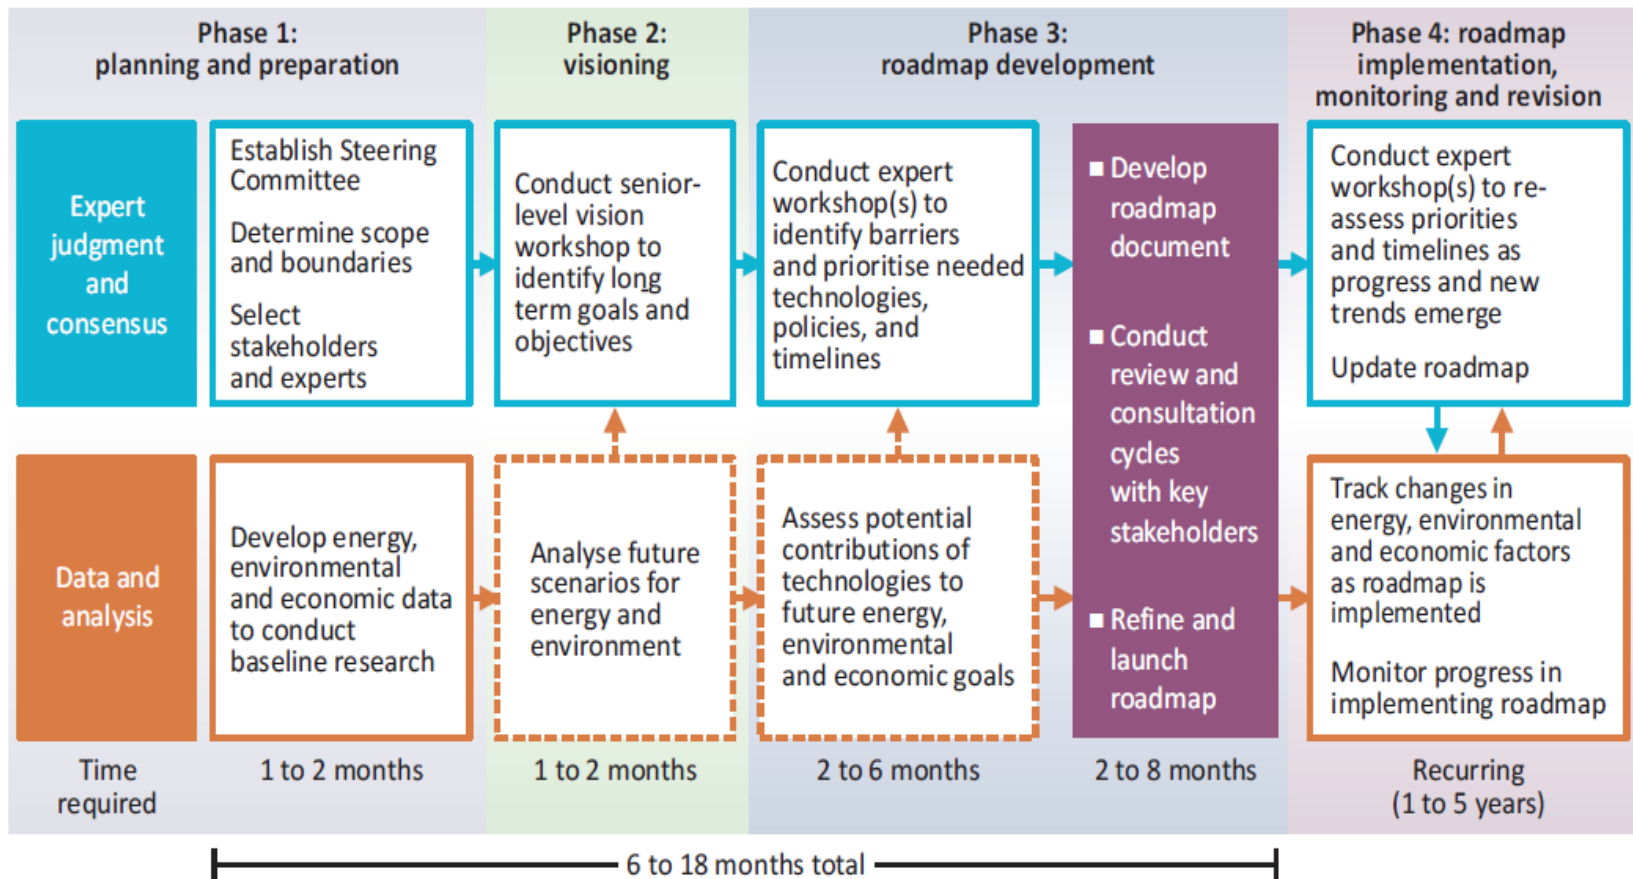 Phase 1:
planning and preparation
Phase 2:
visioning
Phase 3:
roadmap development
Phase 4: roadmap
implementation,
monitoring and revision
Expert
judgment
and
consensus
Establish Steering
Committee
Determine scope
and boundaries
Select
stakeholders
and experts
Conduct senior-
level vision
workshop to
identify long
term goals and
objectives
Conduct expert
workshop(s) to
identify barriers
and prioritise needed
technologies,
policies, and
timelines
■ Develop
roadmap
document
■ Conduct
review and
consultation
cycles
with key
stakeholders
■ Refine and
launch
roadmap
Conduct expert
workshop(s) to re-
assess priorities
and timelines as
progress and new
trends emerge
Update roadmap
Data and
analysis
Develop energy,
environmental
and economic data
to conduct
baseline research
Analyse future
scenarios for
energy and
environment
Assess potential
contributions of
technologies to
future energy,
environmental
and economic goals
Track changes in
energy, environmental
and economic factors
as roadmap is
implemented
Monitor progress in
implementing roadmap
Time
required
1 to 2 months
1 to 2 months
2 to 6 months
2 to 8 months
Recurring
(1 to 5 years)
6 to 18 months total